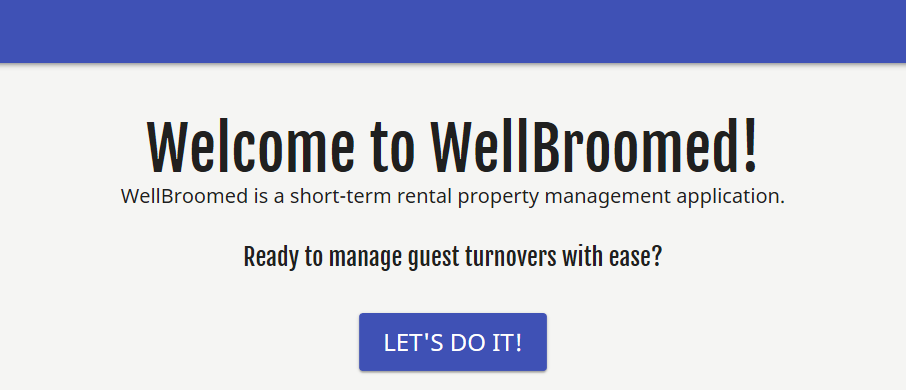 Welcome to WellBroomed!
WellBroomed is a short-term rental property management application.
Ready to manage guest turnovers with ease?
LET'S DO IT!